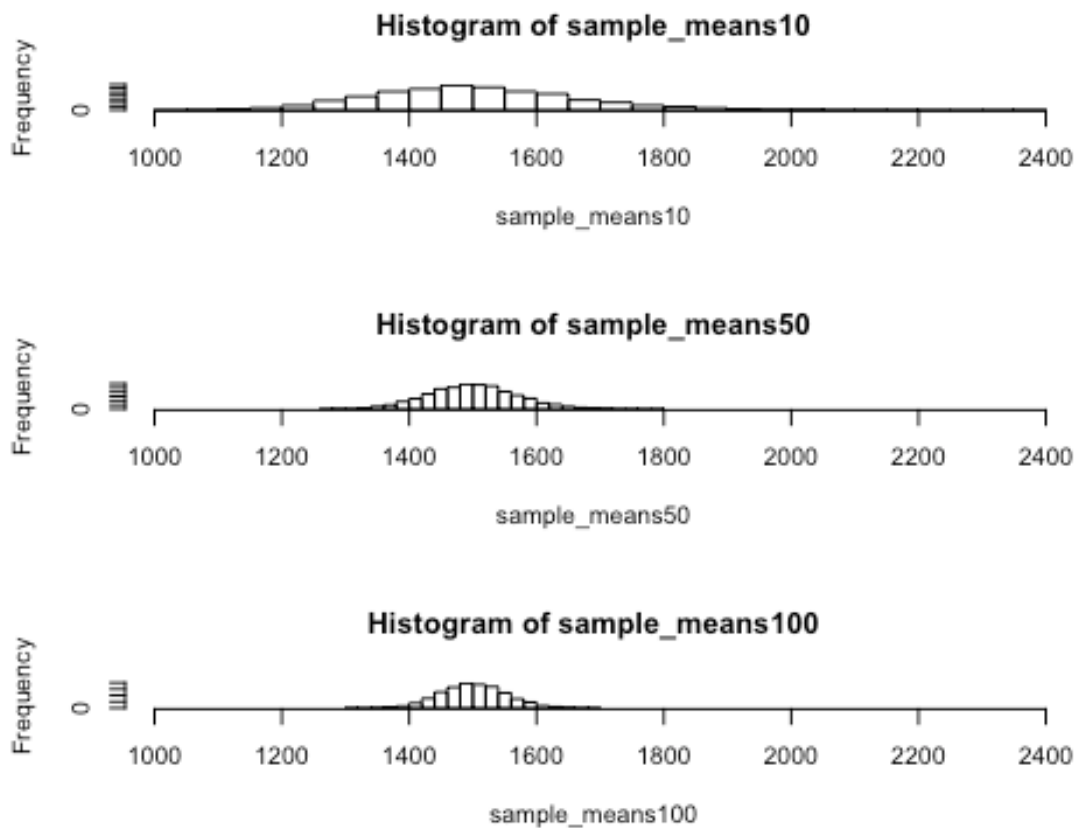 Histogram of sample_means10
Frequency
0
1000 1200 1400 1600 1800 2000 2200 2400
sample_means10
Histogram of sample_means50
Frequency
0
1000 1200 1400 1600 1800 2000 2200 2400
sample_means50
Histogram of sample_means100
Frequency
0
1000 1200 1400 1600 1800 2000 2200 2400
sample_means100